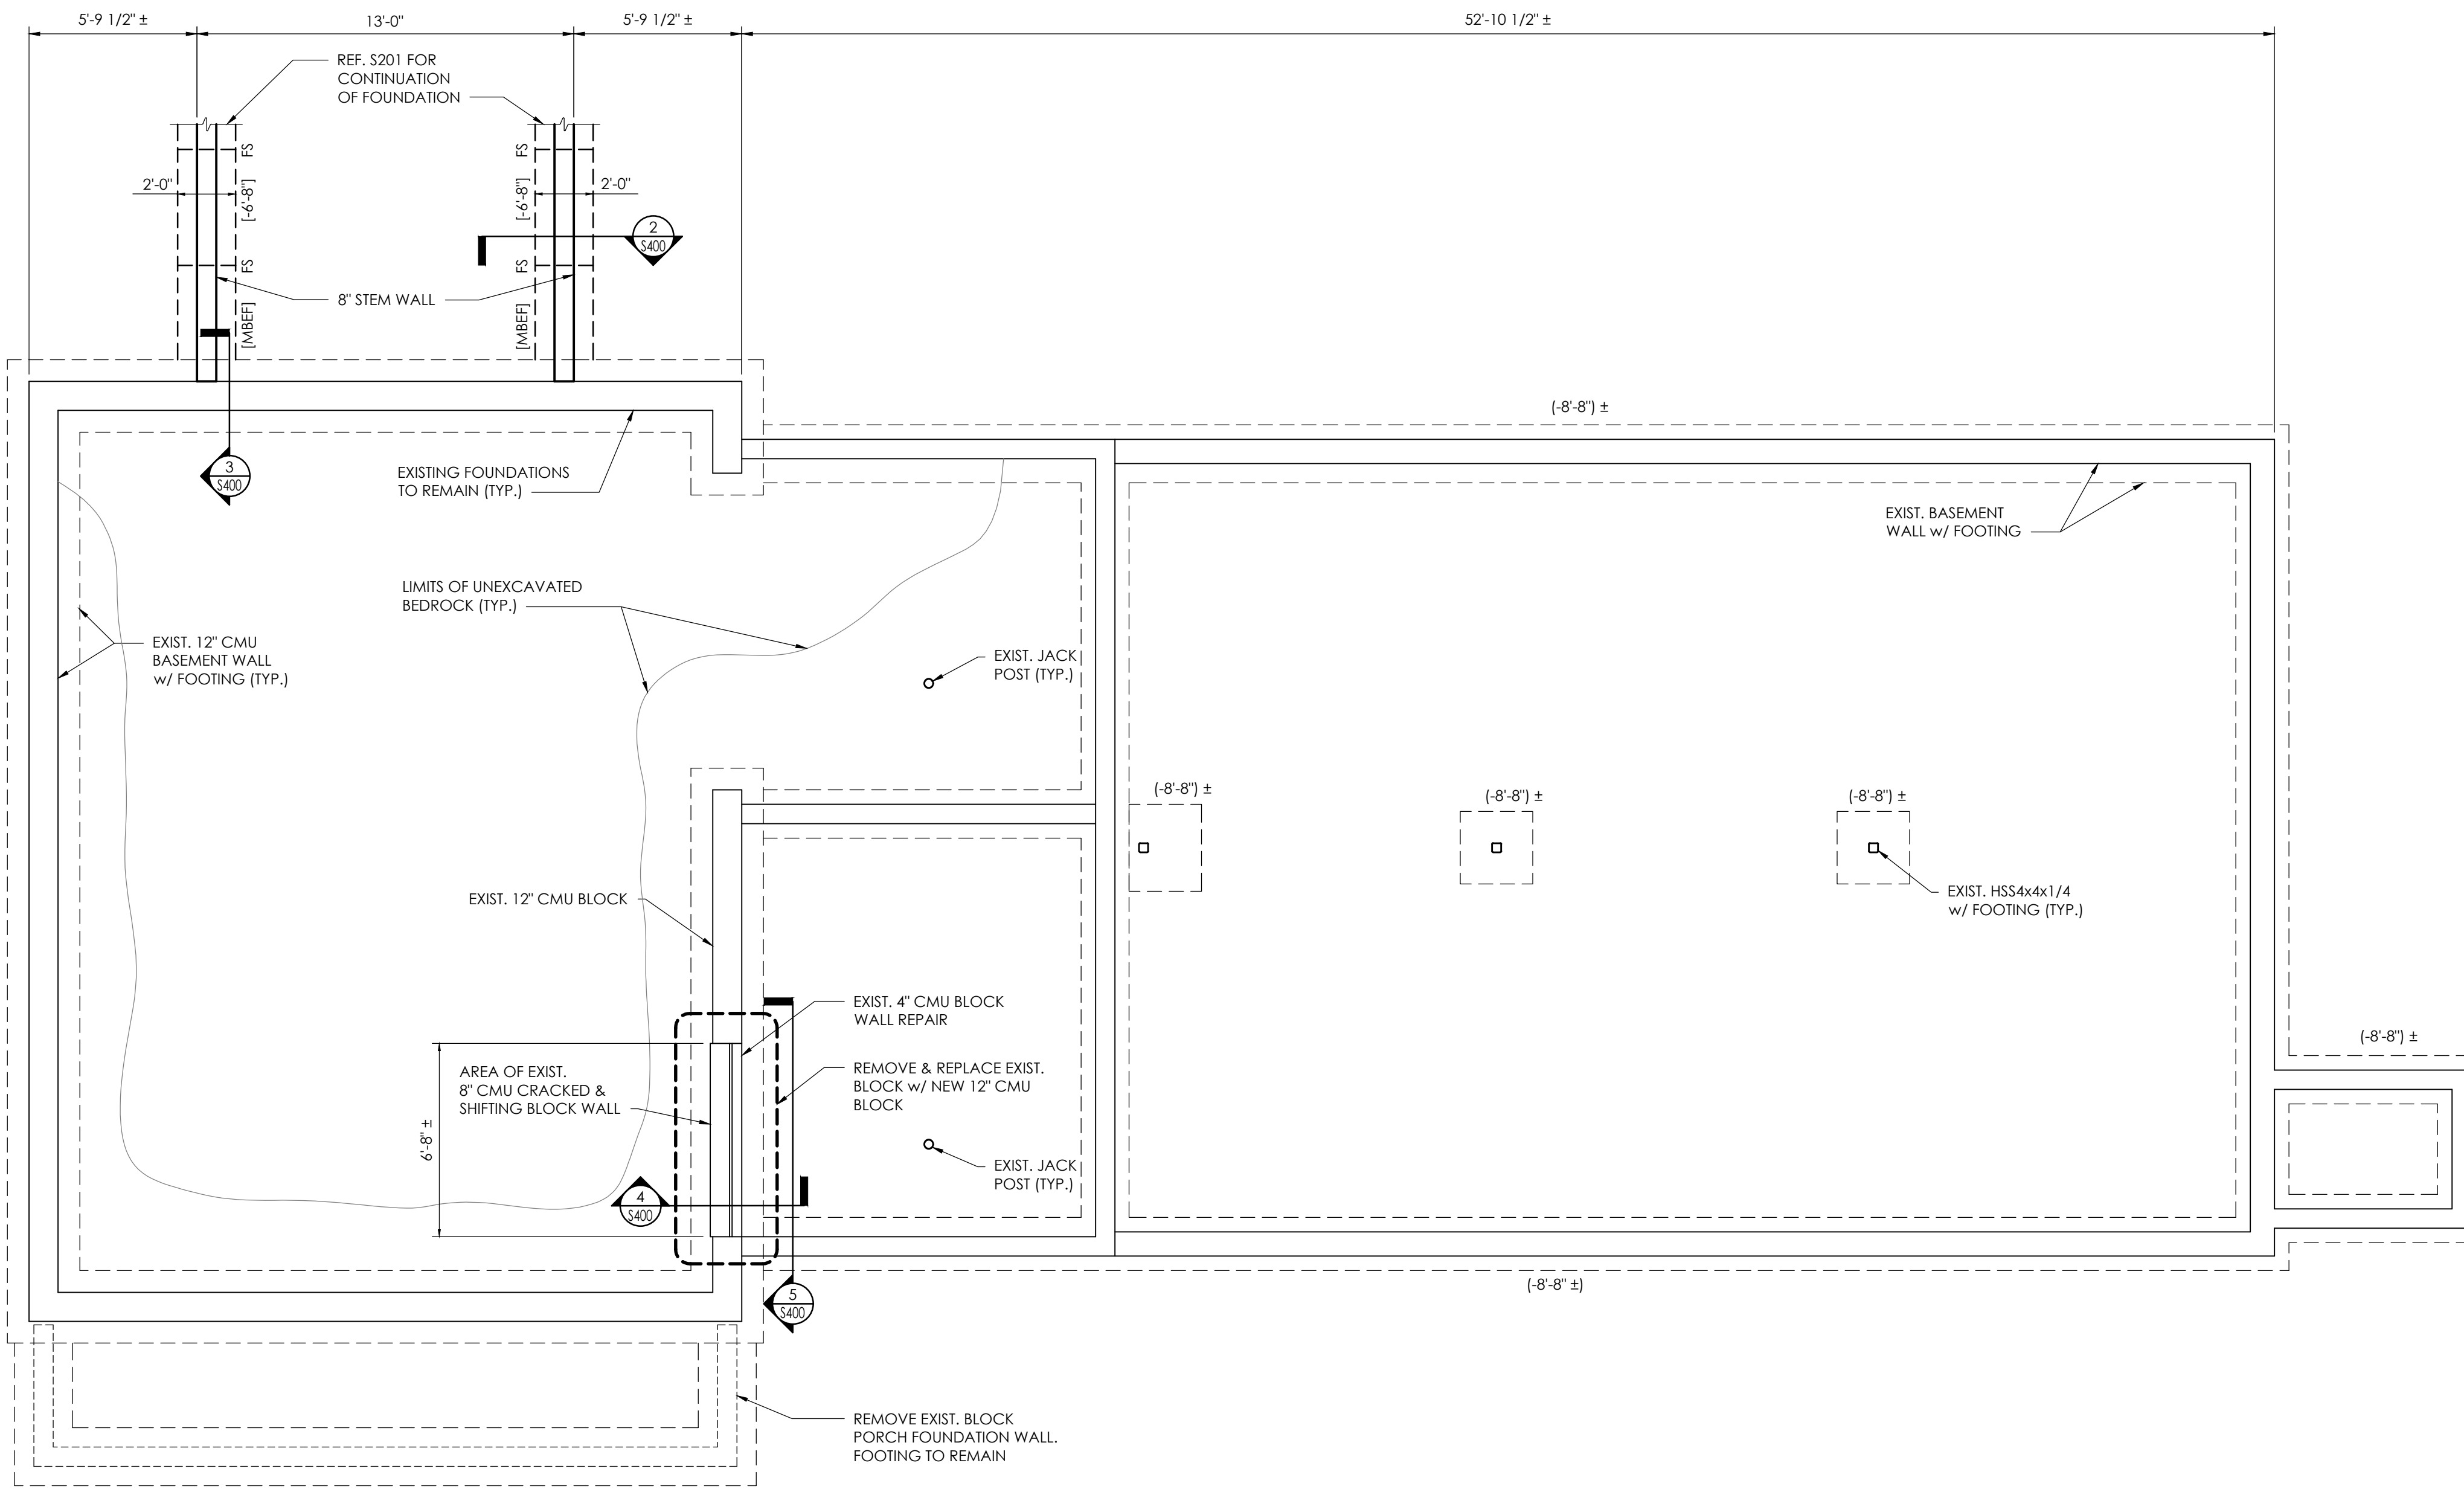 5'-9 1/2" ±
13'-0"
5'-9 1/2" ±
52'-10 1/2" ±
REF. S201 FOR
CONTINUATION
OF FOUNDATION
FS
FS
2'-0"
[-6'-8"]
[-6'-8"]
2'-0"
2
S400
FS
FS
8" STEM WALL
[MBEF]
[MBEF]
(-8'-8") ±
3
S400
EXISTING FOUNDATIONS
TO REMAIN (TYP.)
EXIST. BASEMENT
WALL w/ FOOTING
LIMITS OF UNEXCAVATED
BEDROCK (TYP.)
EXIST. 12" CMU
BASEMENT WALL
w/ FOOTING (TYP.)
EXIST. JACK
POST (TYP.)
(-8'-8") ±
(-8'-8") ±
(-8'-8") ±
EXIST. 12" CMU BLOCK
EXIST. HSS4x4x1/4
w/ FOOTING (TYP.)
EXIST. 4" CMU BLOCK
WALL REPAIR
(-8'-8") ±
AREA OF EXIST.
8" CMU CRACKED &
SHIFTING BLOCK WALL
REMOVE & REPLACE EXIST.
BLOCK w/ NEW 12" CMU
BLOCK
6'-8" ±
EXIST. JACK
POST (TYP.)
4
S400
5
S400
(-8'-8" ±)
REMOVE EXIST. BLOCK
PORCH FOUNDATION WALL.
FOOTING TO REMAIN